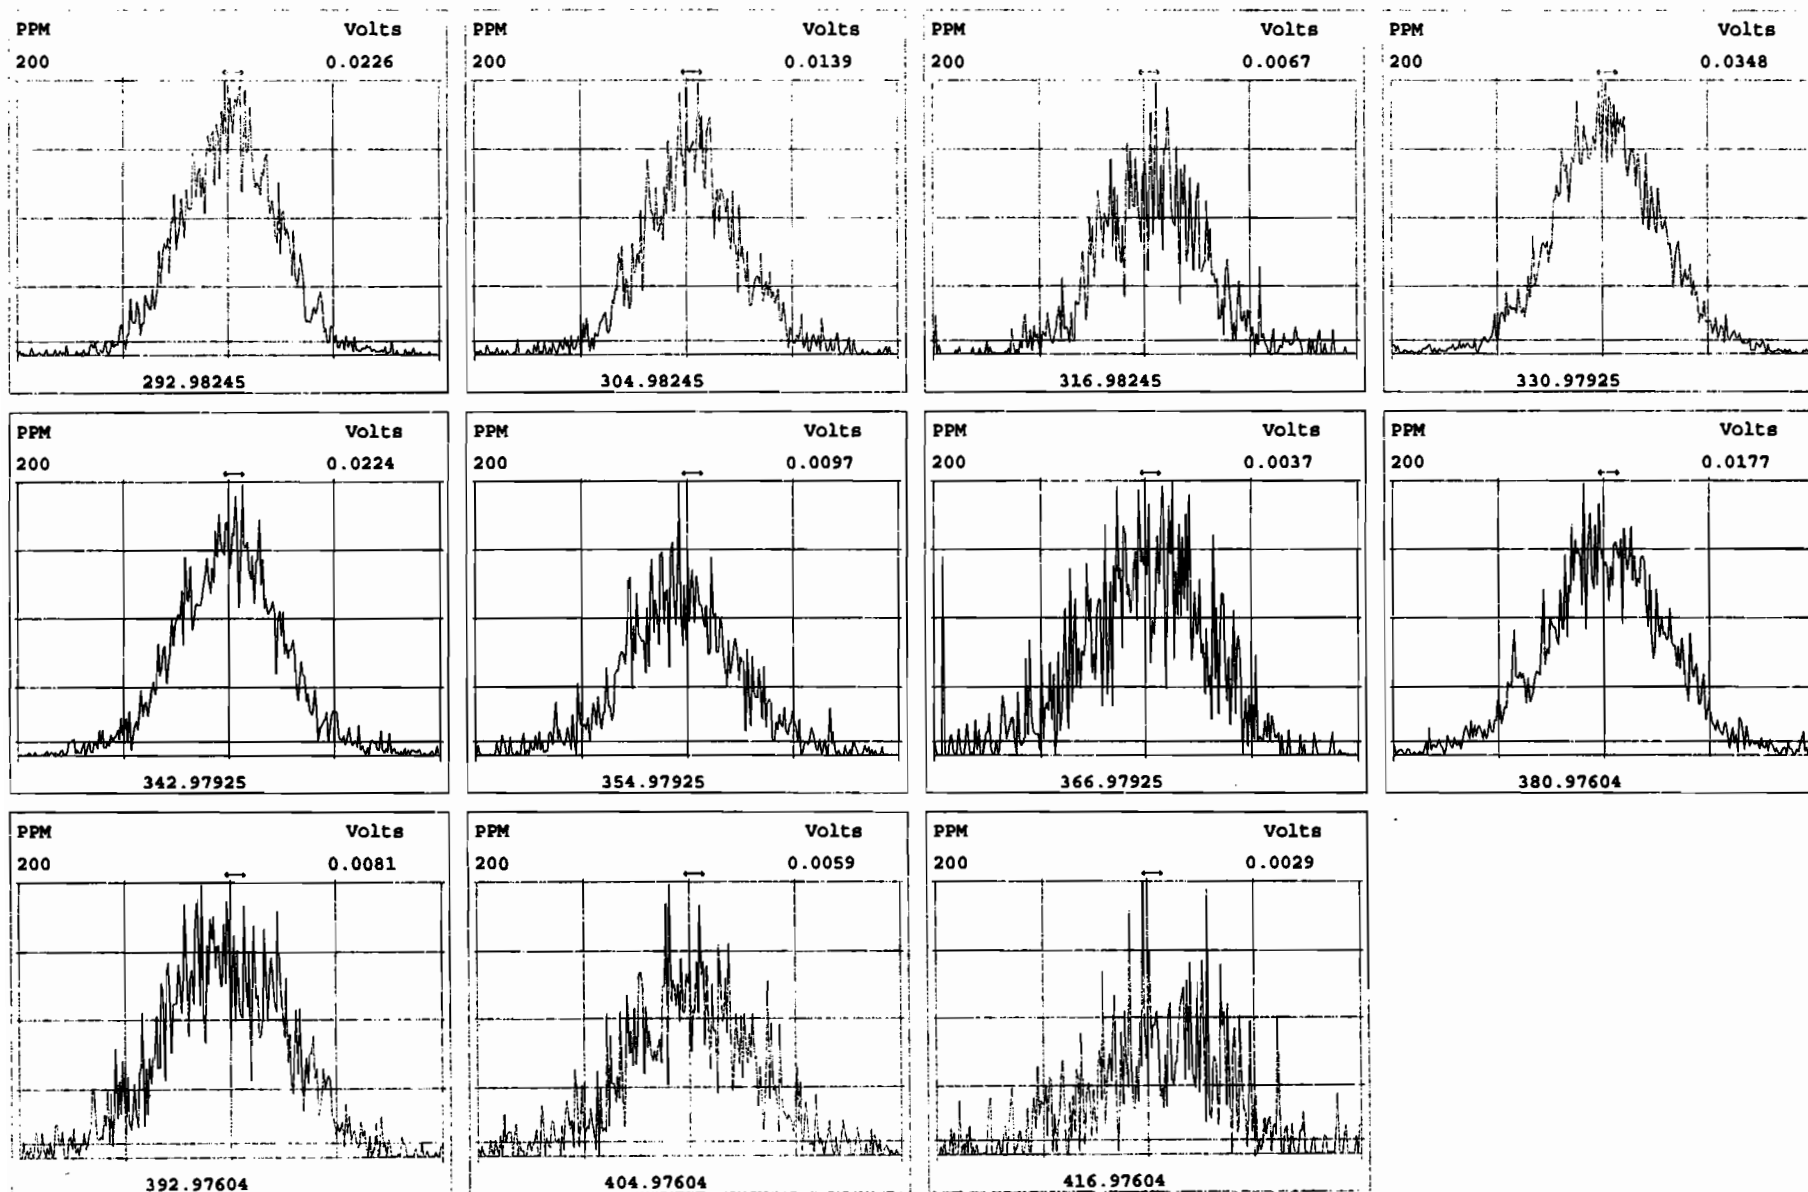 PPM Volts
200 0.0226
292.98245
PPM Volts
200 0.0139
304.98245
PPM Volts
200 0.0067
316.98245
PPM Volts
200 0.0348
330.97925
PPM Volts
200 0.0224
342.97925
PPM Volts
200 0.0097
354.97925
PPM Volts
200 0.0037
366.97925
PPM Volts
200 0.0177
380.97604
PPM Volts
200 0.0081
392.97604
PPM Volts
200 0.0059
404.97604
PPM Volts
200 0.0029
416.97604